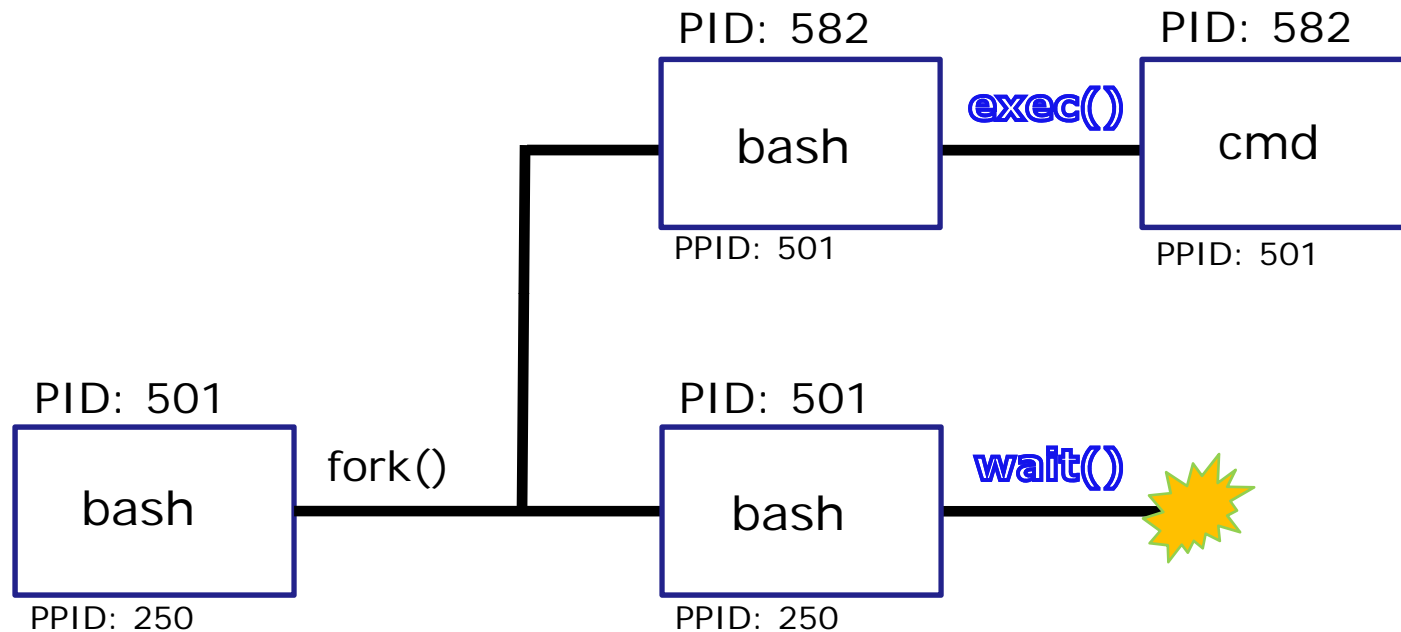 PID: 582
PID: 582
bash
exec()
cmd
PPID: 501
PPID: 501
PID: 501
PID: 501
bash
fork()
bash
wait()
PPID: 250
PPID: 250